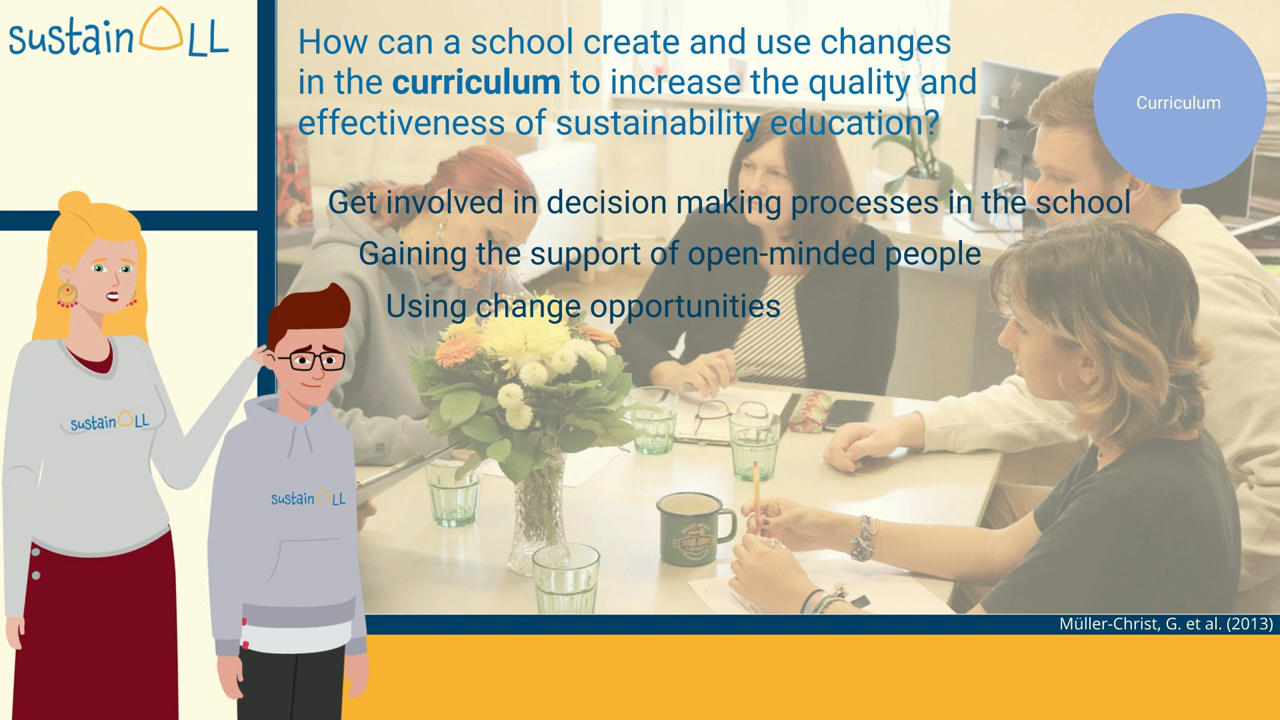 sustainALL
How can a school create and use changes
in the curriculum to increase the quality and
effectiveness of sustainability education?
Curriculum
Get involved in decision making processes in the school
Gaining the support of open-minded people
Using change opportunities
sustainALL
sustainALL
Müller-Christ, G. et al. (2013)